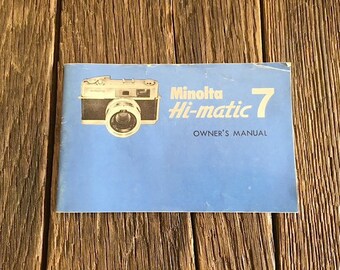 Minolta
Hi-matic 7
OWNER'S MANUAL